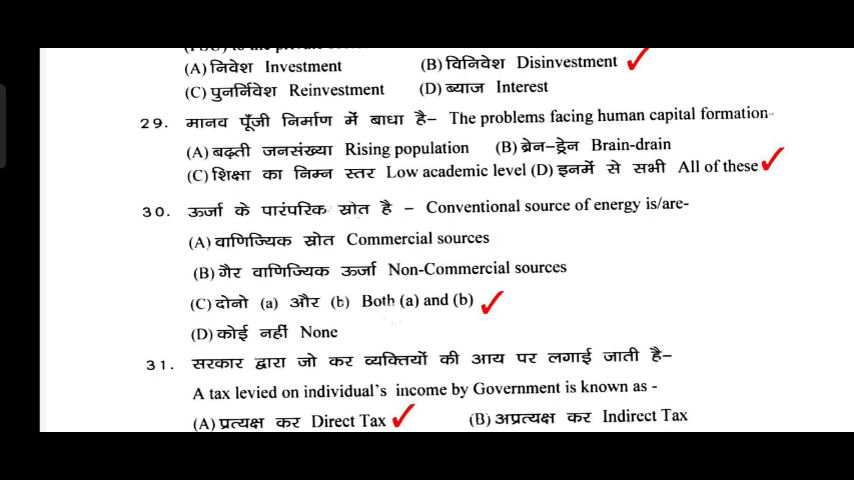 (A) निवेश Investment (B) विनिवेश Disinvestment
(C) पुनर्निवेश Reinvestment (D) ब्याज Interest
29. मानव पूँजी निर्माण में बाधा है– The problems facing human capital formation-
(A) बढ़ती जनसंख्या Rising population (B) ब्रेन-ड्रेन Brain-drain
(C) शिक्षा का निम्न स्तर Low academic level (D) इनमें से सभी All of these
30. ऊर्जा के पारंपरिक स्रोत है – Conventional source of energy is/are-
(A) वाणिज्यिक स्रोत Commercial sources
(B) गैर वाणिज्यिक ऊर्जा Non-Commercial sources
(C) दोनो (a) और (b) Both (a) and (b)
(D) कोई नहीं None
31. सरकार द्वारा जो कर व्यक्तियों की आय पर लगाई जाती है–
A tax levied on individual's income by Government is known as -
(A) प्रत्यक्ष कर Direct Tax (B) अप्रत्यक्ष कर Indirect Tax